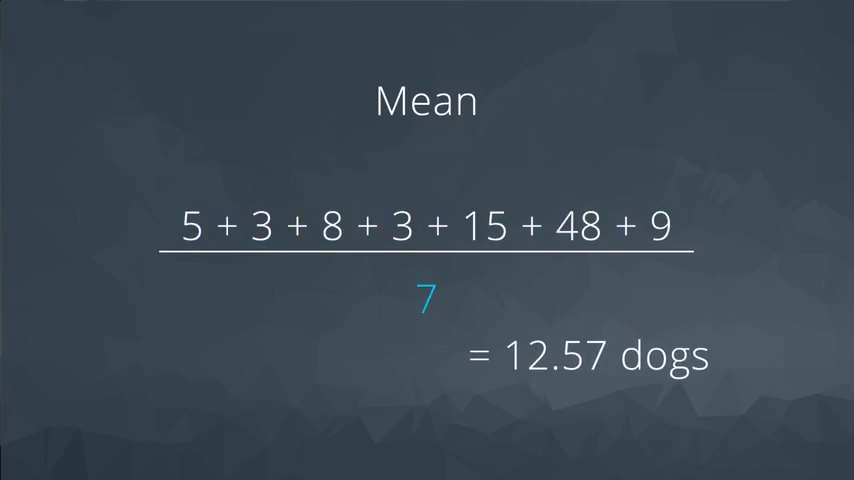 Mean
5 + 3 + 8 + 3 + 15 + 48 + 9
7
= 12.57 dogs